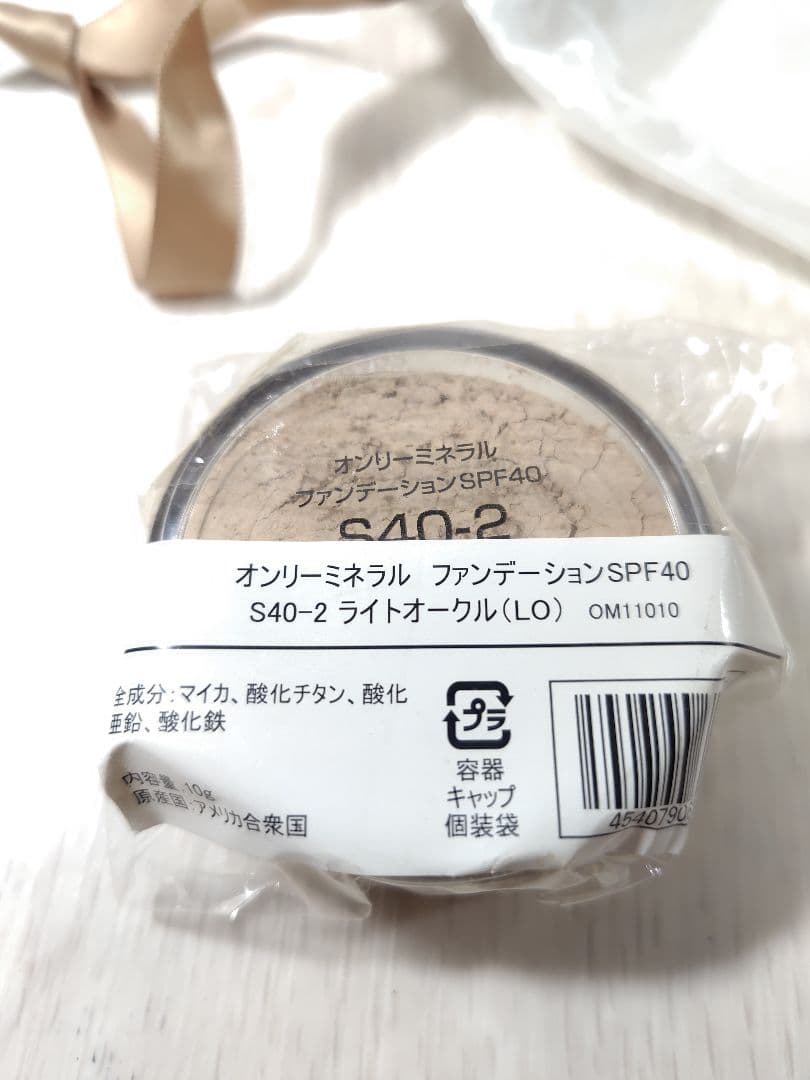 オンリーミネラル
ファンデーションSPF40
S40-2
オンリーミネラル ファンデーションSPF40
S40-2 ライトオークル(LO) OM11010
全成分:マイカ、酸化チタン、酸化
亜鉛、酸化鉄
内容量:10g
原産国:アメリカ合衆国
プラ
容器
キャップ
個装袋
4540790